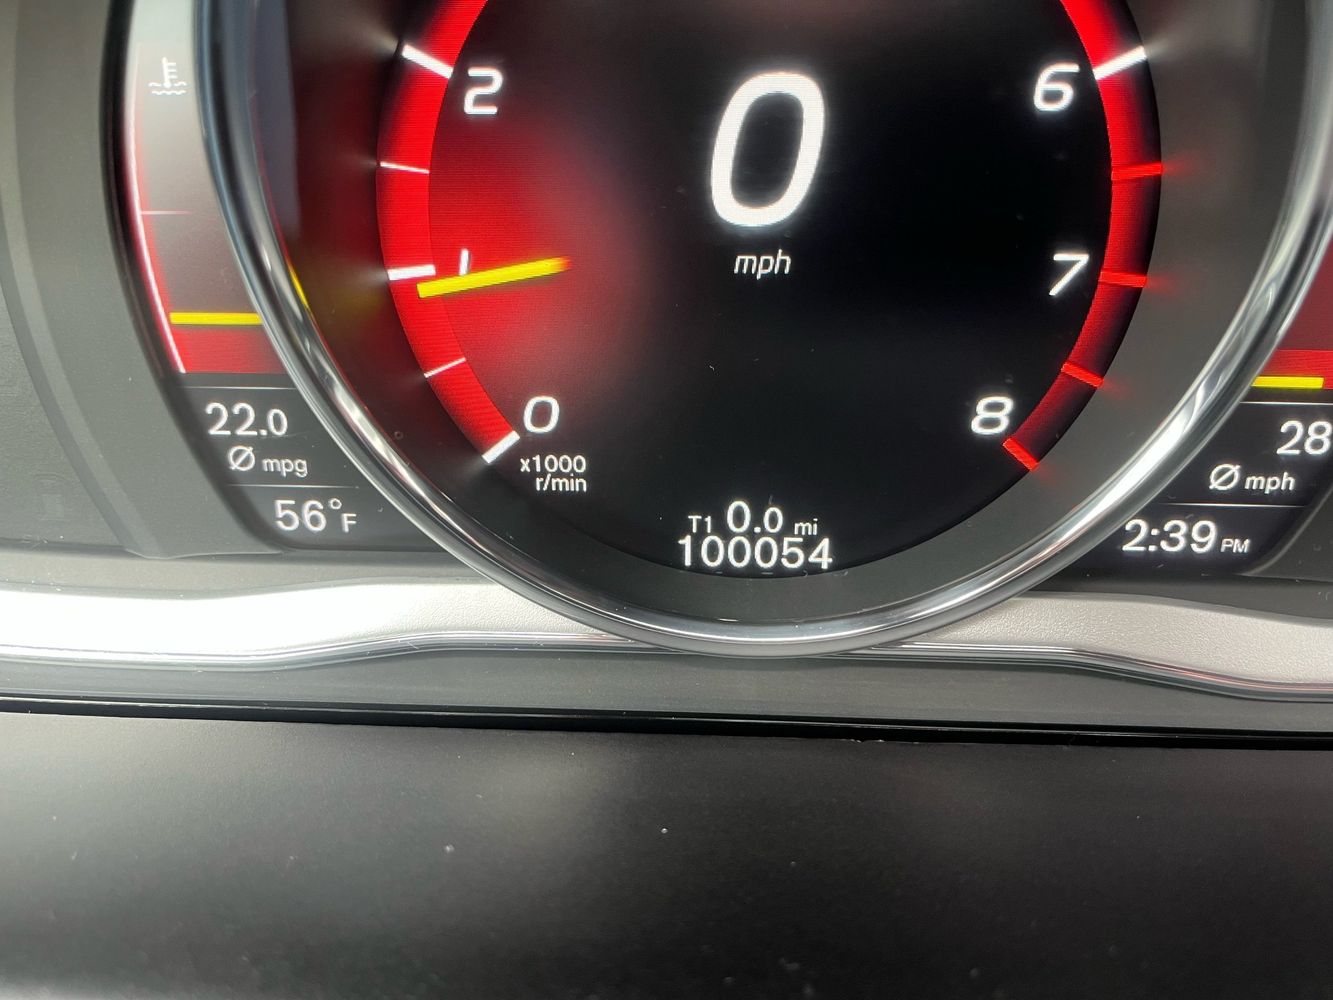 2
6
0
mph
1
7
0
8
x1000
r/min
22.0
Ø mpg
56°F
T1 0.0 mi
100054
28
Ø mph
2:39 PM